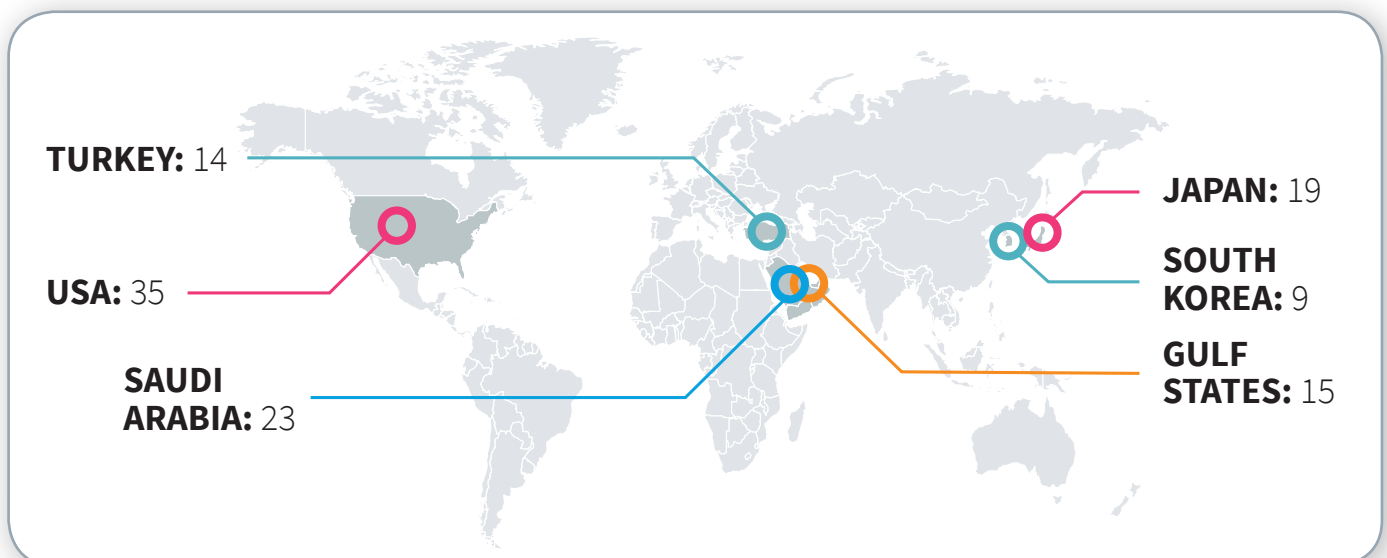 TURKEY: 14
USA: 35
SAUDI
ARABIA: 23
JAPAN: 19
SOUTH
KOREA: 9
GULF
STATES: 15